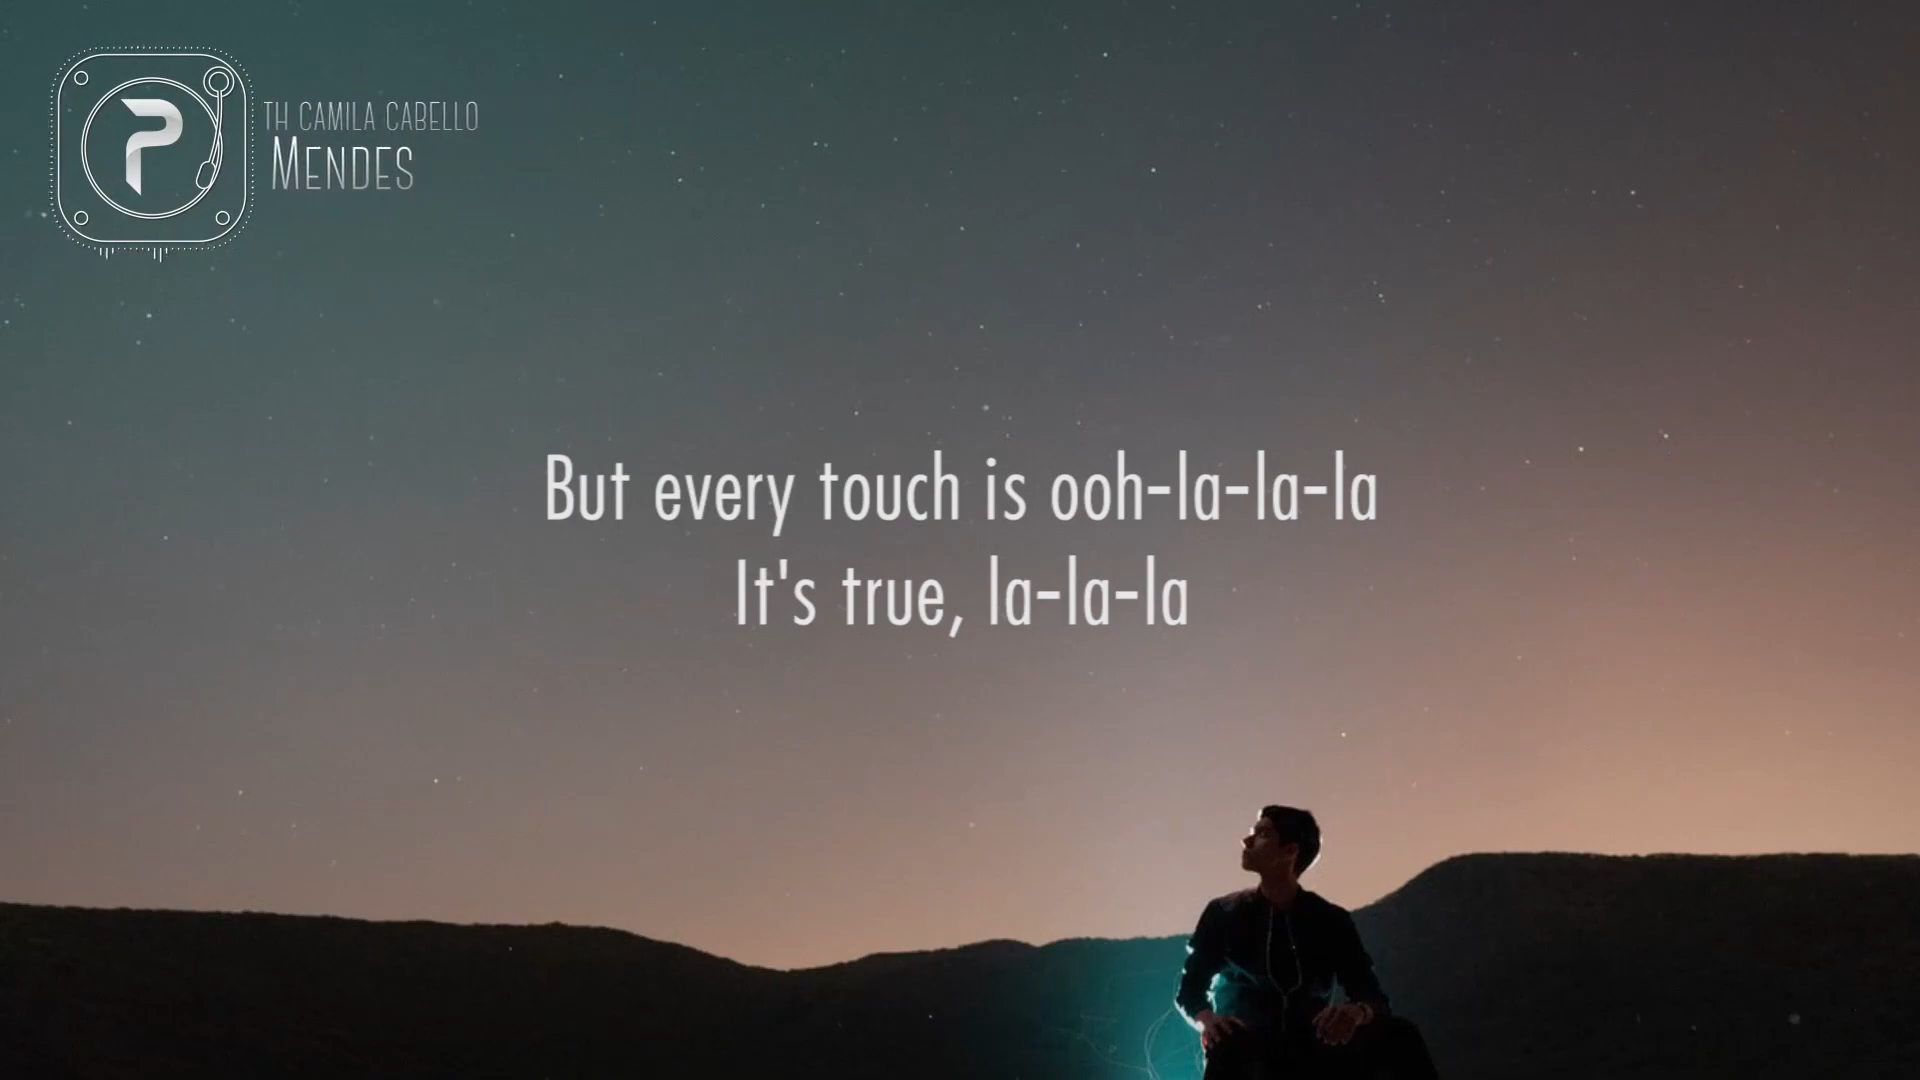 TH CAMILA CABELLO
MENDES
But every touch is ooh-la-la-la
It's true, la-la-la